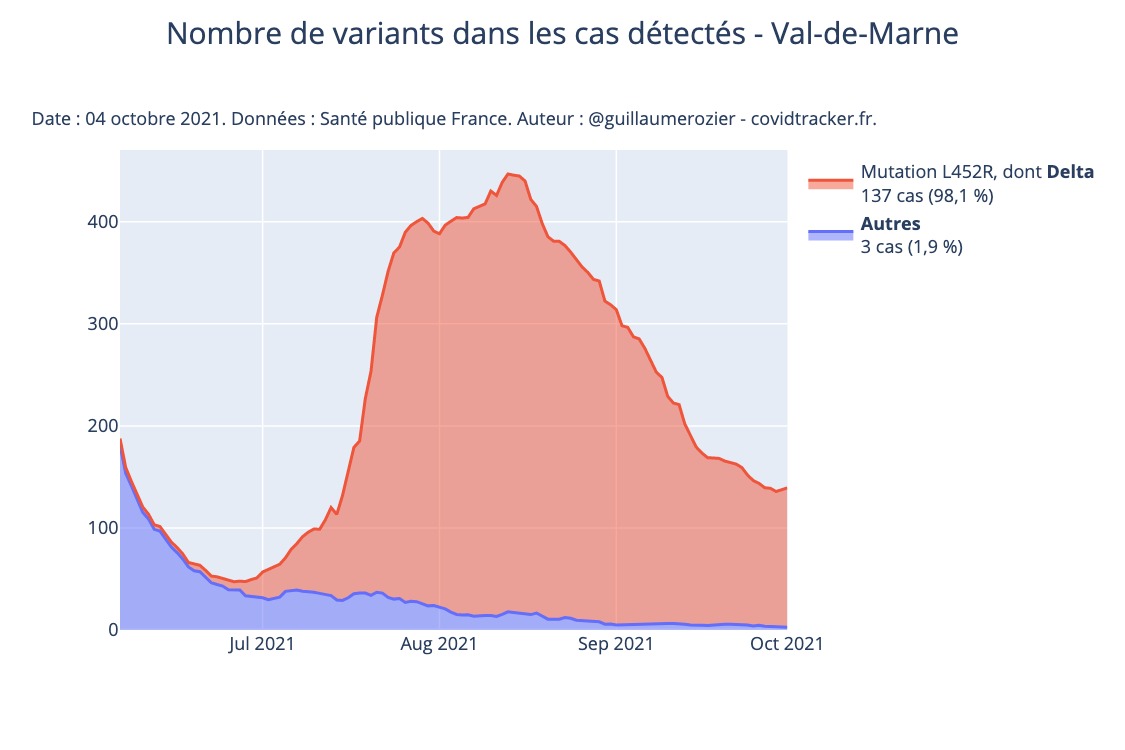 Nombre de variants dans les cas détectés - Val-de-Marne
Date : 04 octobre 2021. Données : Santé publique France. Auteur : @guillaumerozier - covidtracker.fr.
Mutation L452R, dont Delta
137 cas (98,1 %)
Autres
3 cas (1,9 %)
400
300
200
100
0
Jul 2021
Aug 2021
Sep 2021
Oct 2021